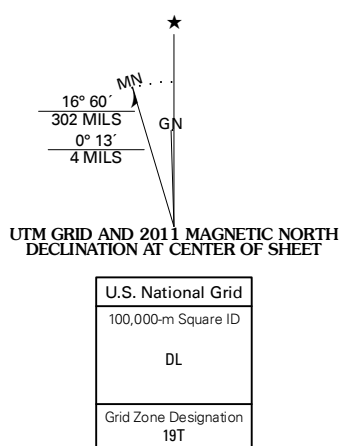 ★
MN
16° 60´
302 MILS
GN
0° 13´
4 MILS
UTM GRID AND 2011 MAGNETIC NORTH
DECLINATION AT CENTER OF SHEET
U.S. National Grid
100,000-m Square ID
DL
Grid Zone Designation
19T